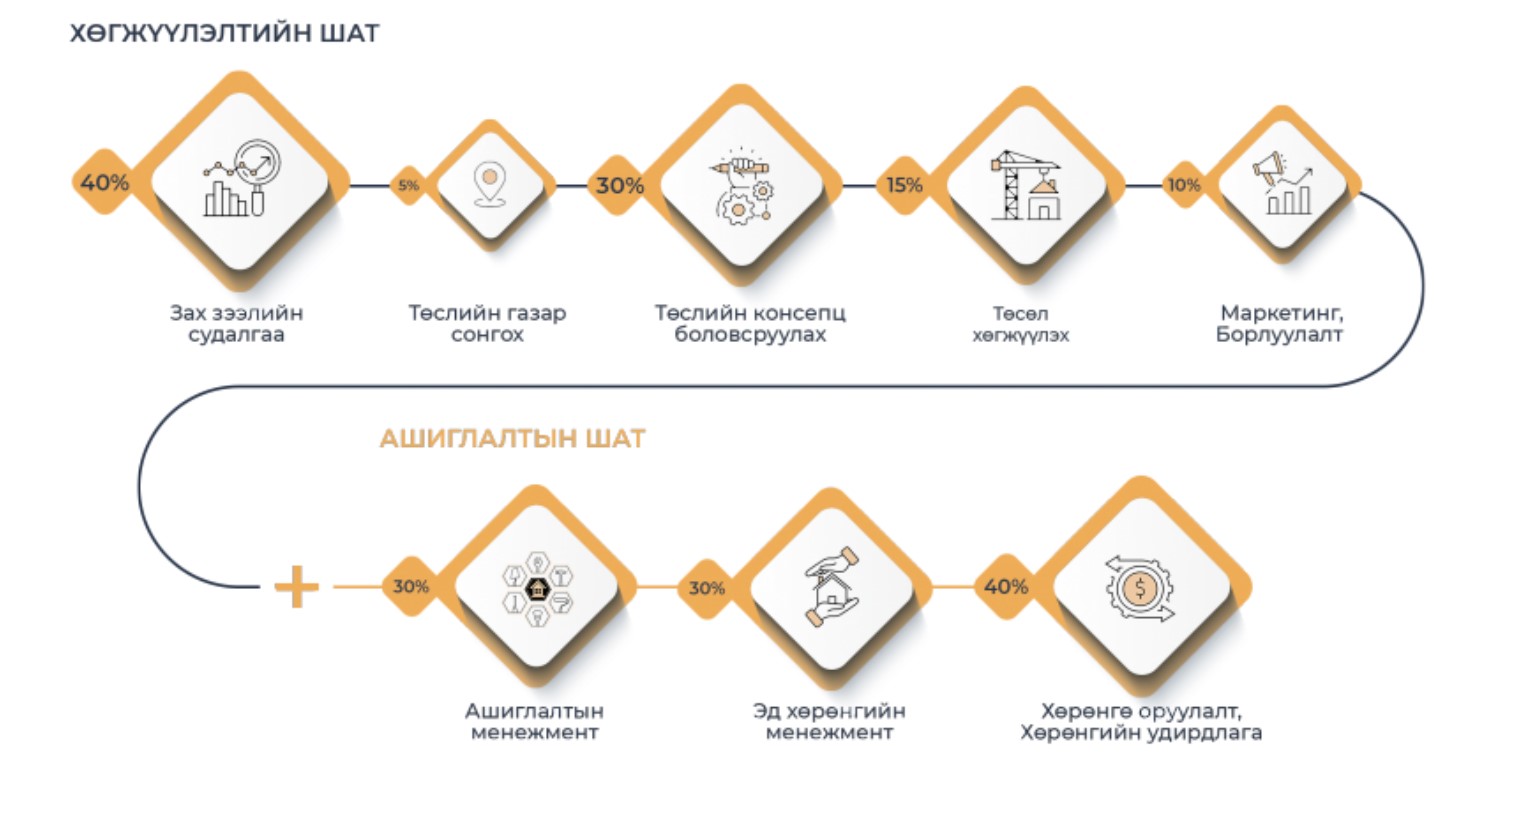 ХӨГЖҮҮЛЭЛТИЙН ШАТ
40%
5%
30%
15%
10%
Зах зээлийн
судалгаа
Төслийн газар
сонгох
Төслийн консепц
боловсруулах
Төсөл
хөгжүүлэх
Маркетинг,
Борлуулалт
АШИГЛАЛТЫН ШАТ
30%
30%
40%
$
Ашиглалтын
менежмент
Эд хөрөнгийн
менежмент
Хөрөнгө оруулалт,
Хөрөнгийн удирдлага